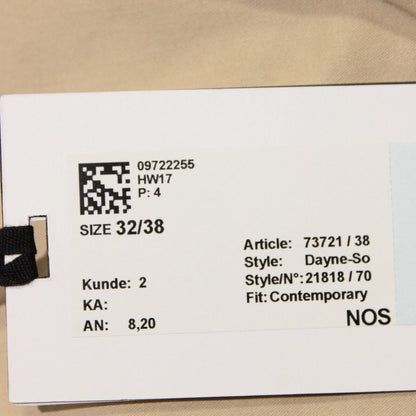 09722255
HW17
P: 4
SIZE 32/38
Article: 73721 / 38
Style: Dayne-So
Style/N°: 21818 / 70
Fit: Contemporary
Kunde: 2
KA:
AN: 8,20
NOS